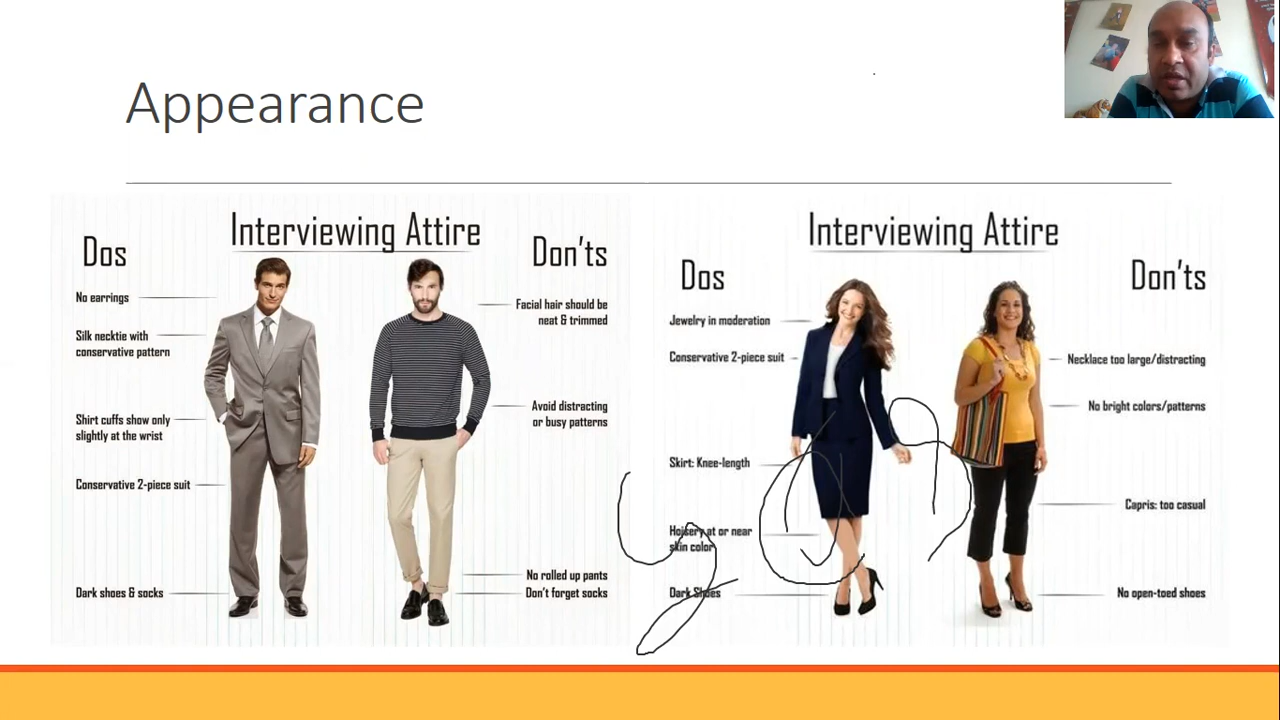 Appearance
Interviewing Attire
Dos
Don'ts
No earrings
Silk necktie with
conservative pattern
Shirt cuffs show only
slightly at the wrist
Conservative 2-piece suit
Dark shoes & socks
Facial hair should be
neat & trimmed
Avoid distracting
or busy patterns
No rolled up pants
Don't forget socks
Interviewing Attire
Dos
Don'ts
Jewelry in moderation
Conservative 2-piece suit
Skirt: Knee-length
Hoisery at or near
skin color
Dark Shoes
Necklace too large/distracting
No bright colors/patterns
Capris: too casual
No open-toed shoes